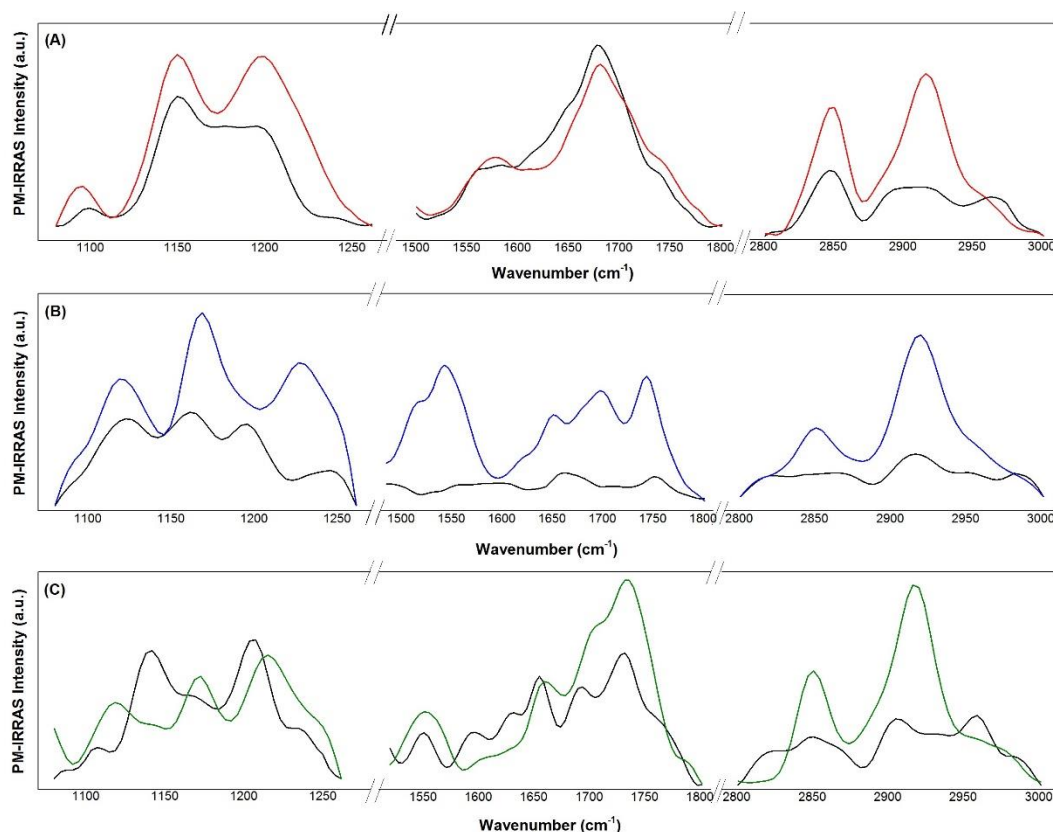 (A)
PM-IRRAS Intensity (a.u.)
1100 1150 1200 1250 1500 1550 1600 1650 1700 1750 1800 2800 2850 2900 2950 3000
Wavenumber (cm⁻¹)
(B)
PM-IRRAS Intensity (a.u.)
1100 1150 1200 1250 1500 1550 1600 1650 1700 1750 1800 2800 2850 2900 2950 3000
Wavenumber (cm⁻¹)
(C)
PM-IRRAS Intensity (a.u.)
1100 1150 1200 1250 1550 1600 1650 1700 1750 1800 2800 2850 2900 2950 3000
Wavenumber (cm⁻¹)